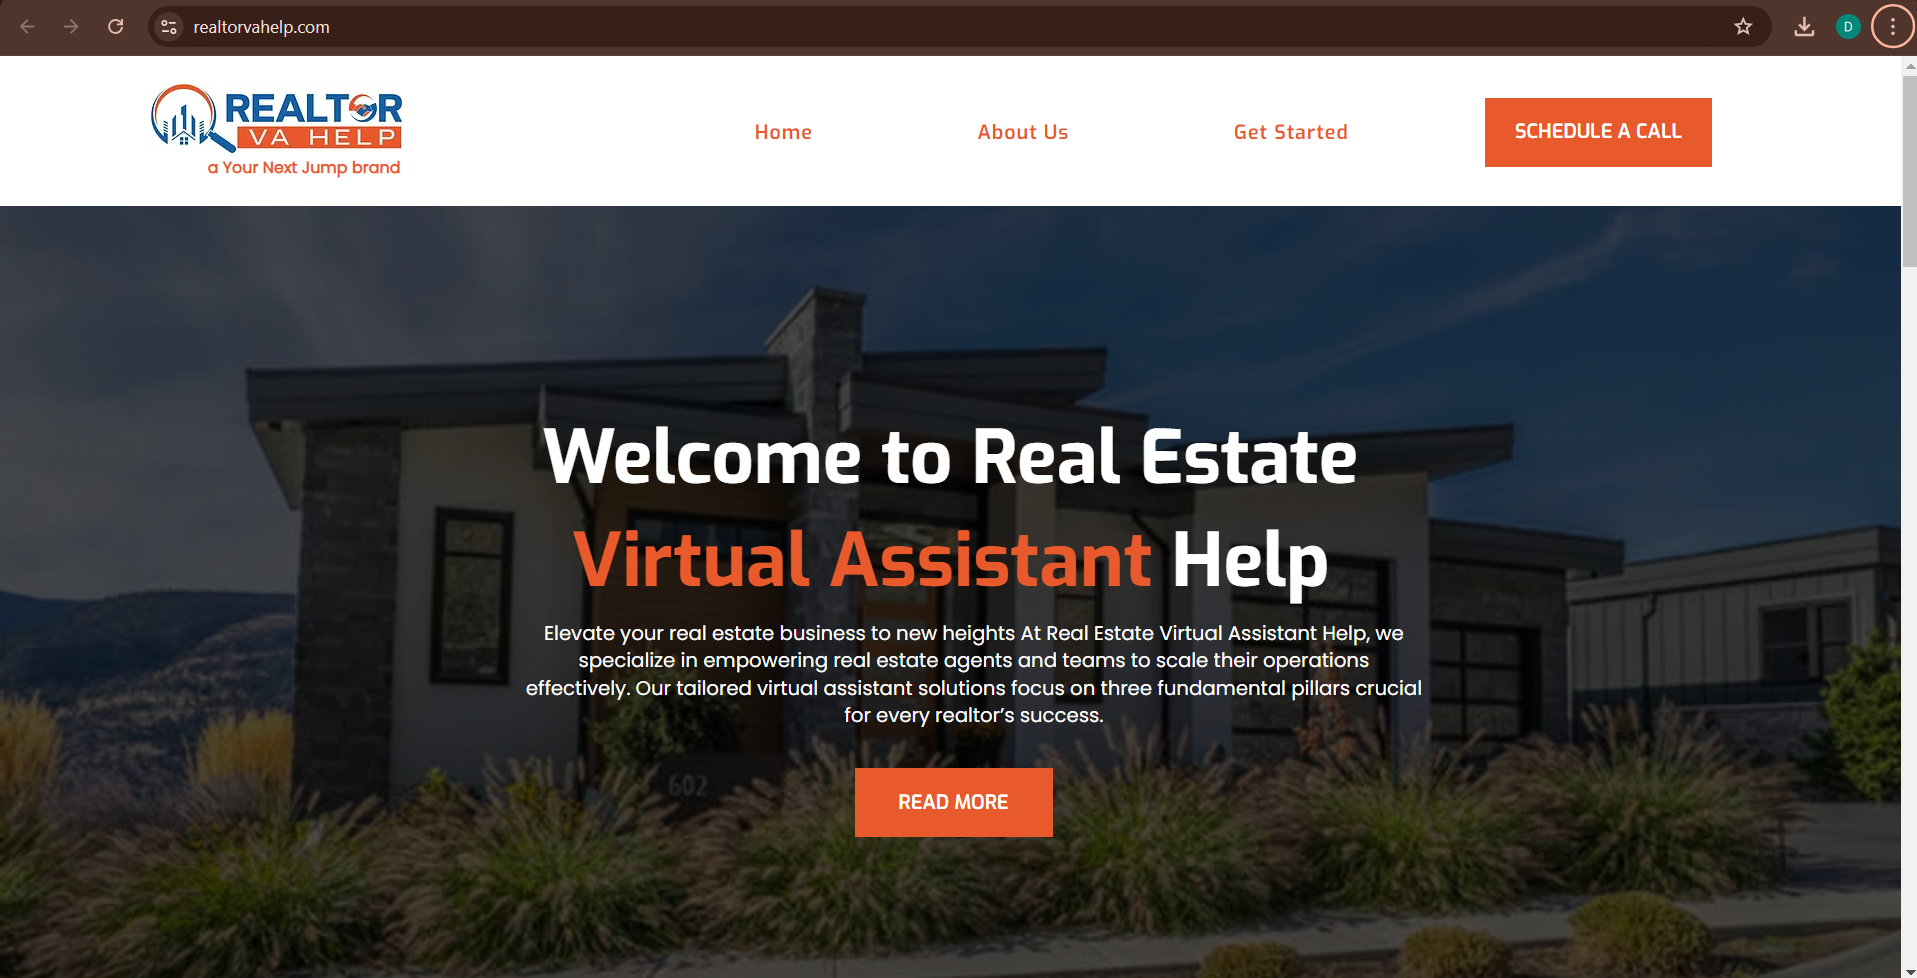 realtorvahelp.com
D
REALTOR
VA HELP
a Your Next Jump brand
Home
About Us
Get Started
SCHEDULE A CALL
Welcome to Real Estate
Virtual Assistant Help
Elevate your real estate business to new heights At Real Estate Virtual Assistant Help, we
specialize in empowering real estate agents and teams to scale their operations
effectively. Our tailored virtual assistant solutions focus on three fundamental pillars crucial
for every realtor’s success.
602
READ MORE